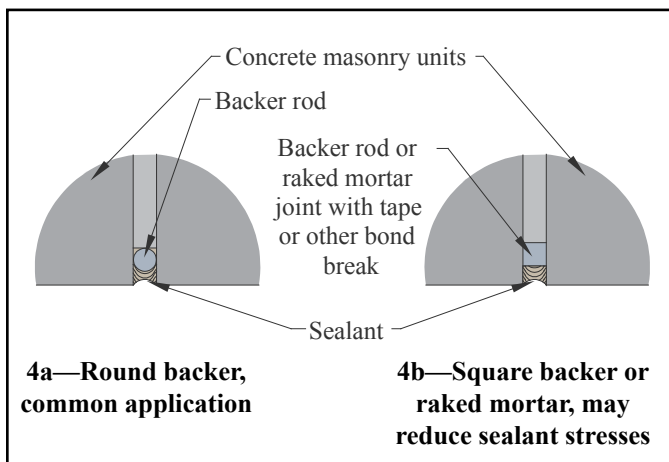 Concrete masonry units
Backer rod
Backer rod or
raked mortar
joint with tape
or other bond
break
Sealant
4a—Round backer,
common application
4b—Square backer or
raked mortar, may
reduce sealant stresses